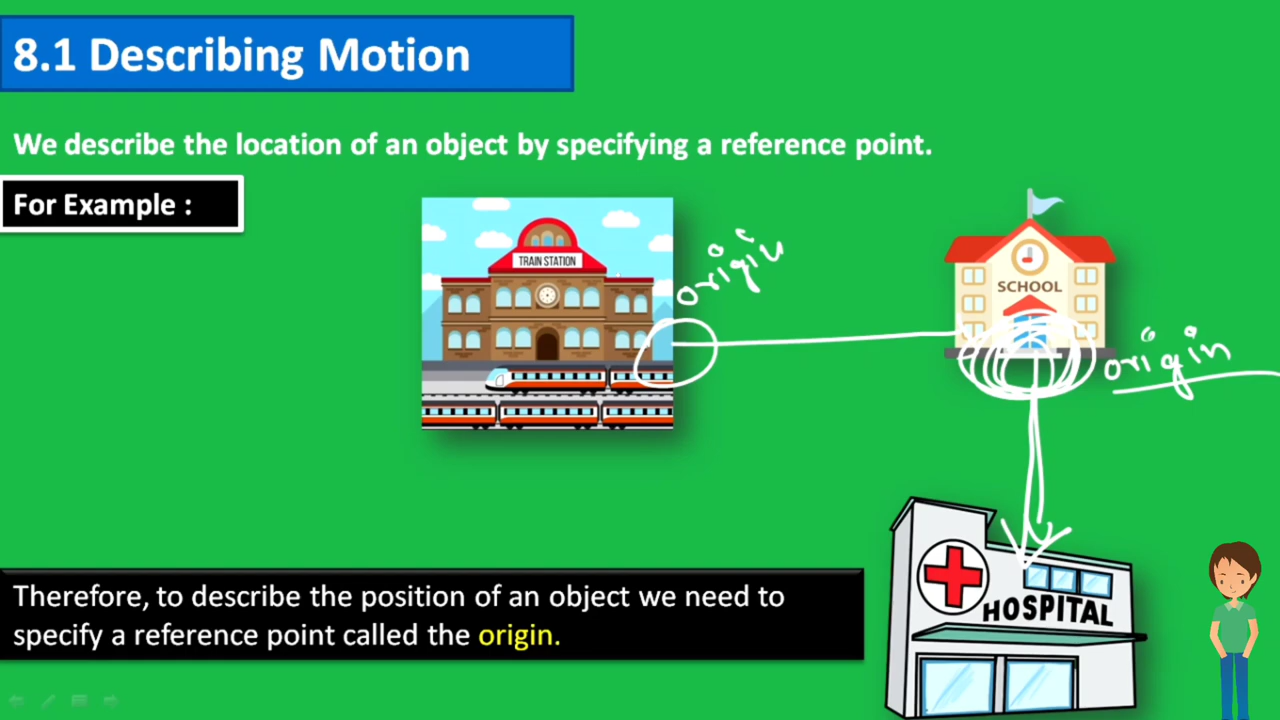 8.1 Describing Motion
We describe the location of an object by specifying a reference point.
For Example :
TRAIN STATION
origin
SCHOOL
origin
HOSPITAL
Therefore, to describe the position of an object we need to
specify a reference point called the origin.